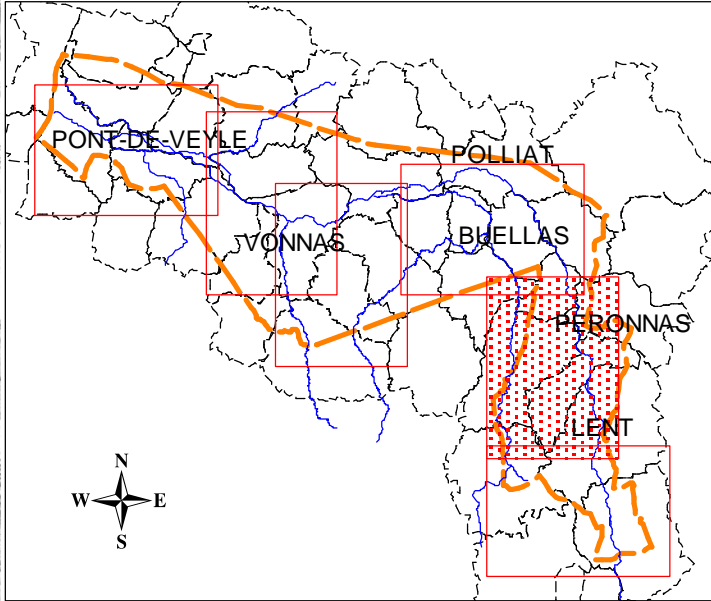 PONT-DE-VEYLE
POLLIAT
VONNAS
BUELLAS
PERONNAS
LENT
N
W E
S